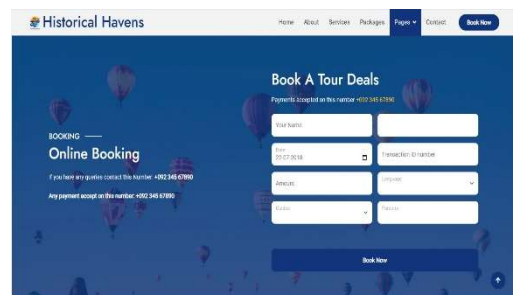 Historical Havens
Home About Services Packages Pages Contact Book Now
BOOKING
Online Booking
If you have any queries contact this Number: +092 345 67890
Any payment accept on this number: +092 345 67890
Book A Tour Deals
Payments accepted on this number +092 345 67890
Your Name
Date
Transaction ID number
Amount
Book Now